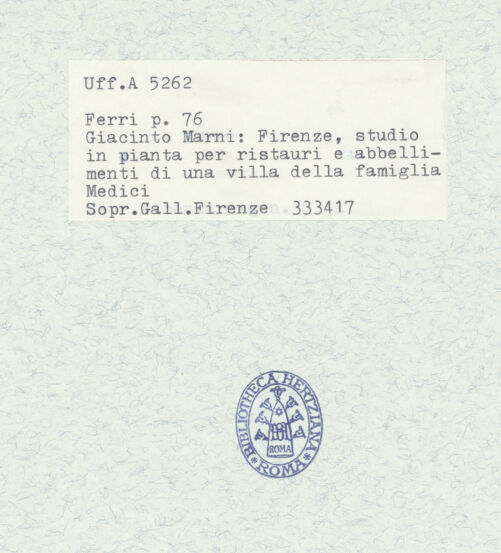 Uff.A 5262
Ferri p. 76
Giacinto Marni: Firenze, studio
in pianta per ristauri e abbelli-
menti di una villa della famiglia
Medici
Sopr.Gall.Firenze 333417
BIBLIOTHECA HERTZIANA
ROMA
ROMA